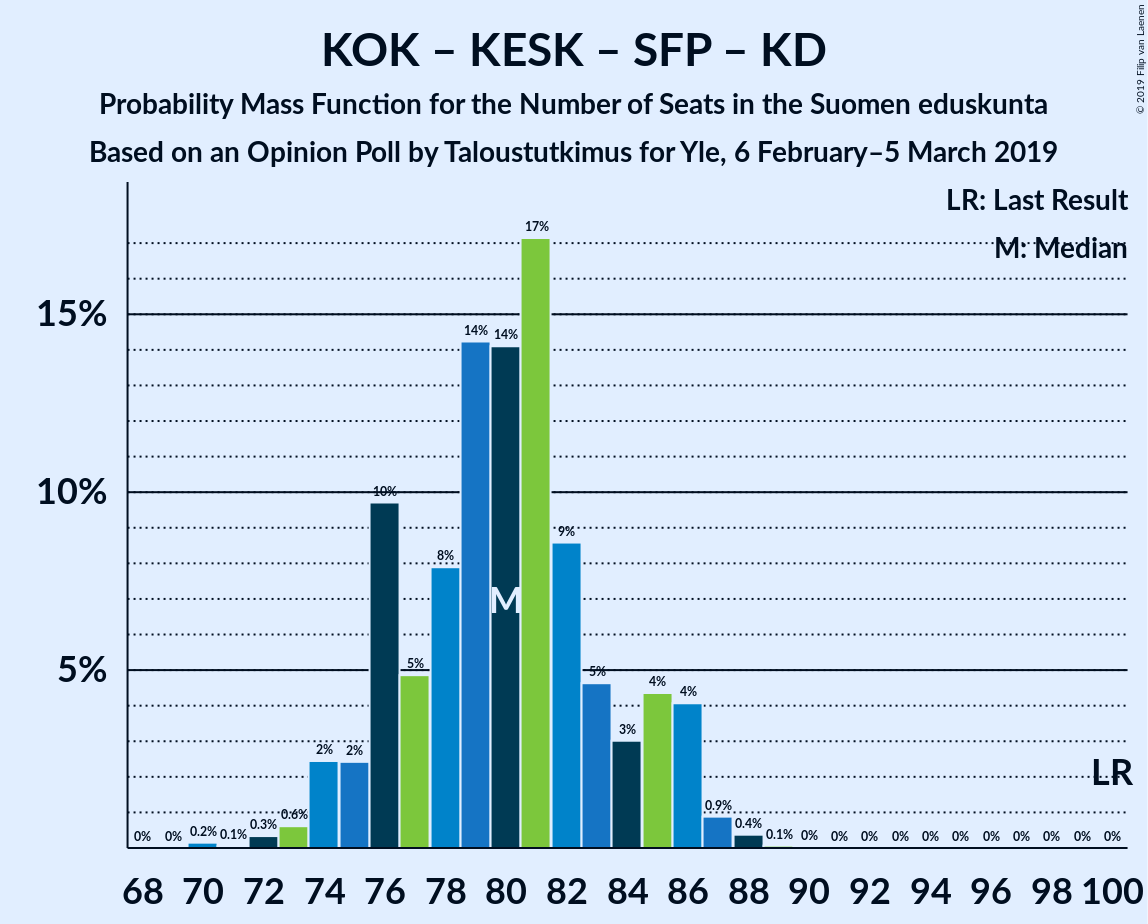 KOK – KESK – SFP – KD
Probability Mass Function for the Number of Seats in the Suomen eduskunta
Based on an Opinion Poll by Taloustutkimus for Yle, 6 February–5 March 2019
© 2019 Filip van Laenen
LR: Last Result
M: Median
15%
10%
5%
0% 0% 0.2% 0.1% 0.3% 0.6% 2% 2% 10% 5% 8% 14% 14% 17% 9% 5% 3% 4% 4% 0.9% 0.4% 0.1% 0% 0% 0% 0% 0% 0% 0% 0% 0% 0% 0%
M
LR
68 70 72 74 76 78 80 82 84 86 88 90 92 94 96 98 100